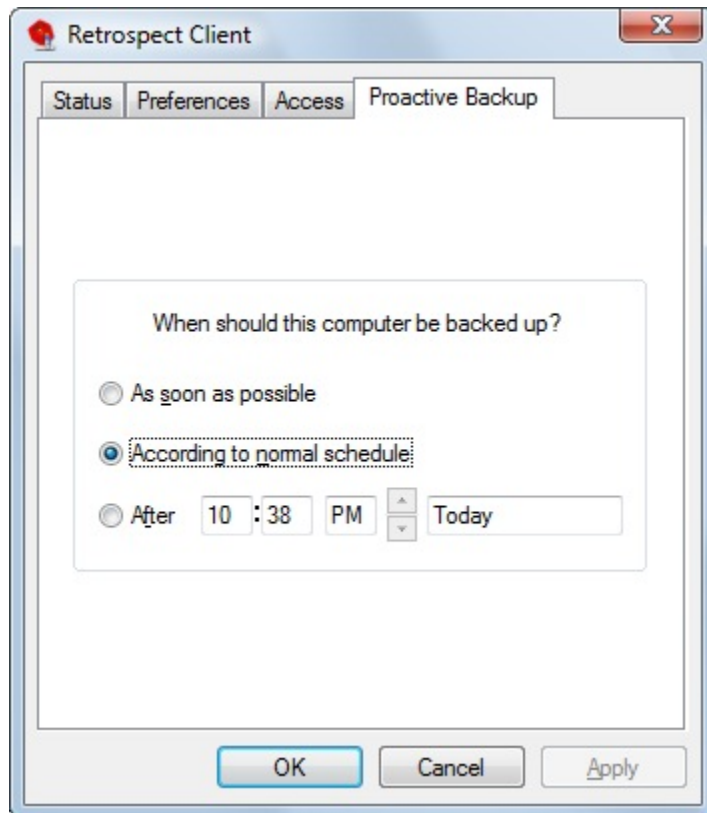 Retrospect Client
Status Preferences Access Proactive Backup
When should this computer be backed up?
As soon as possible
According to normal schedule
After 10 : 38 PM Today
OK Cancel Apply